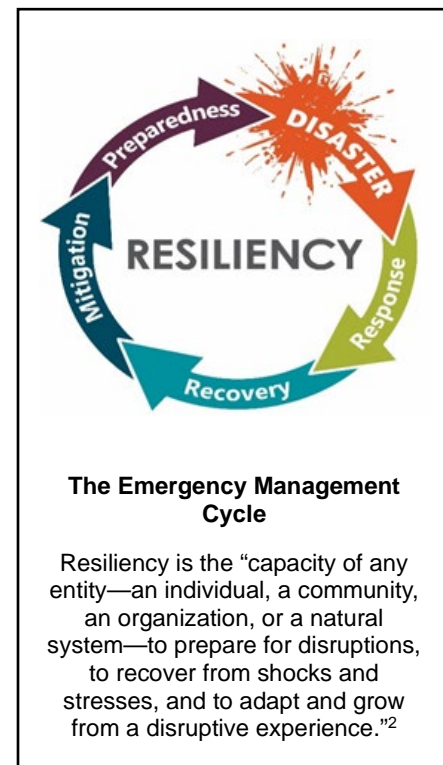 Preparedness
DISASTER
Mitigation
RESILIENCY
Response
Recovery
The Emergency Management
Cycle
Resiliency is the “capacity of any
entity—an individual, a community,
an organization, or a natural
system—to prepare for disruptions,
to recover from shocks and
stresses, and to adapt and grow
from a disruptive experience.”2